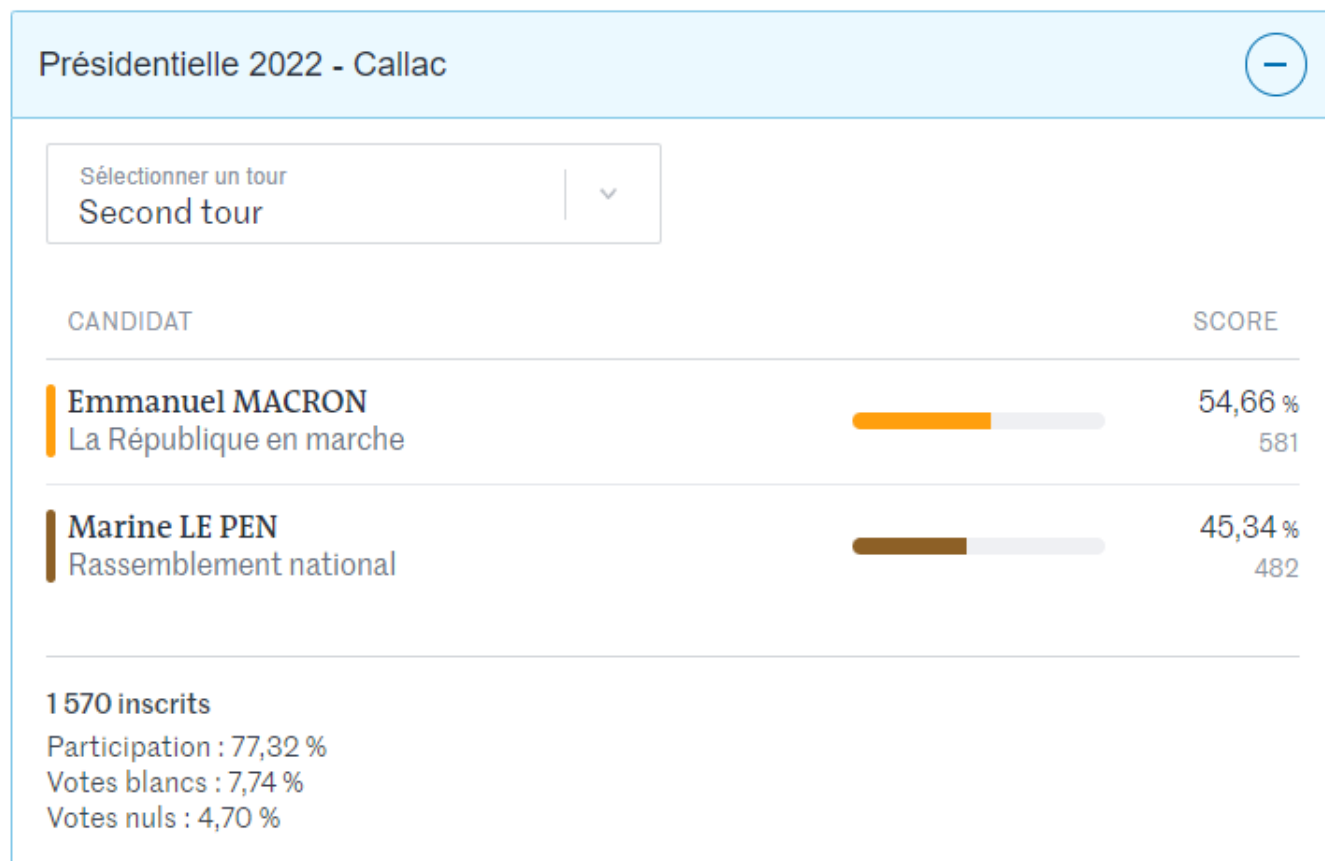 Présidentielle 2022 - Callac
Sélectionner un tour
Second tour
CANDIDAT SCORE
Emmanuel MACRON 54,66 %
La République en marche 581
Marine LE PEN 45,34 %
Rassemblement national 482
1 570 inscrits
Participation : 77,32 %
Votes blancs : 7,74 %
Votes nuls : 4,70 %